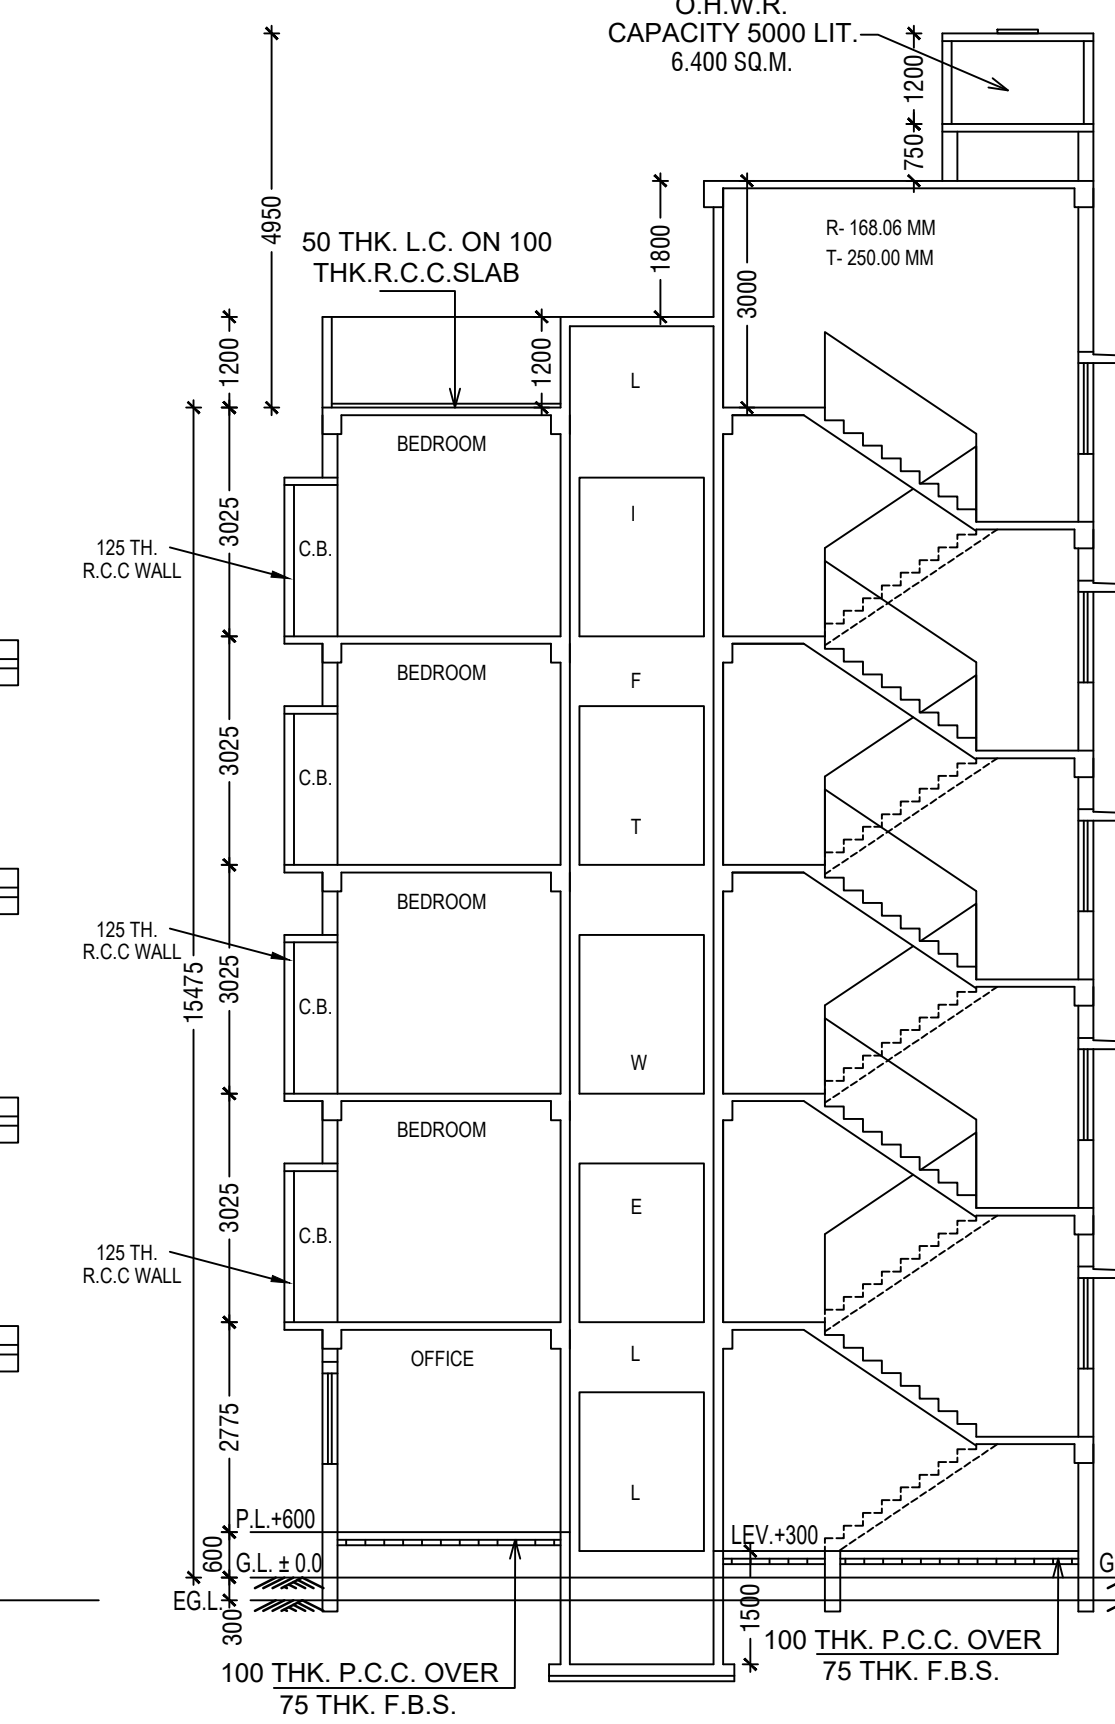 O.H.W.R.
CAPACITY 5000 LIT.
6.400 SQ.M.
1200
750
4950
50 THK. L.C. ON 100
THK.R.C.C.SLAB
1800
3000
R- 168.06 MM
T- 250.00 MM
1200
1200
L
BEDROOM
3025
I
125 TH.
R.C.C WALL
C.B.
BEDROOM
F
3025
C.B.
T
BEDROOM
125 TH.
R.C.C WALL
15475
3025
C.B.
W
BEDROOM
3025
E
C.B.
125 TH.
R.C.C WALL
OFFICE
L
2775
L
P.L.+600
LEV.+300
600
G.L. ± 0.0
G
EG.L.
300
1500
100 THK. P.C.C. OVER
75 THK. F.B.S.
100 THK. P.C.C. OVER
75 THK. F.B.S.